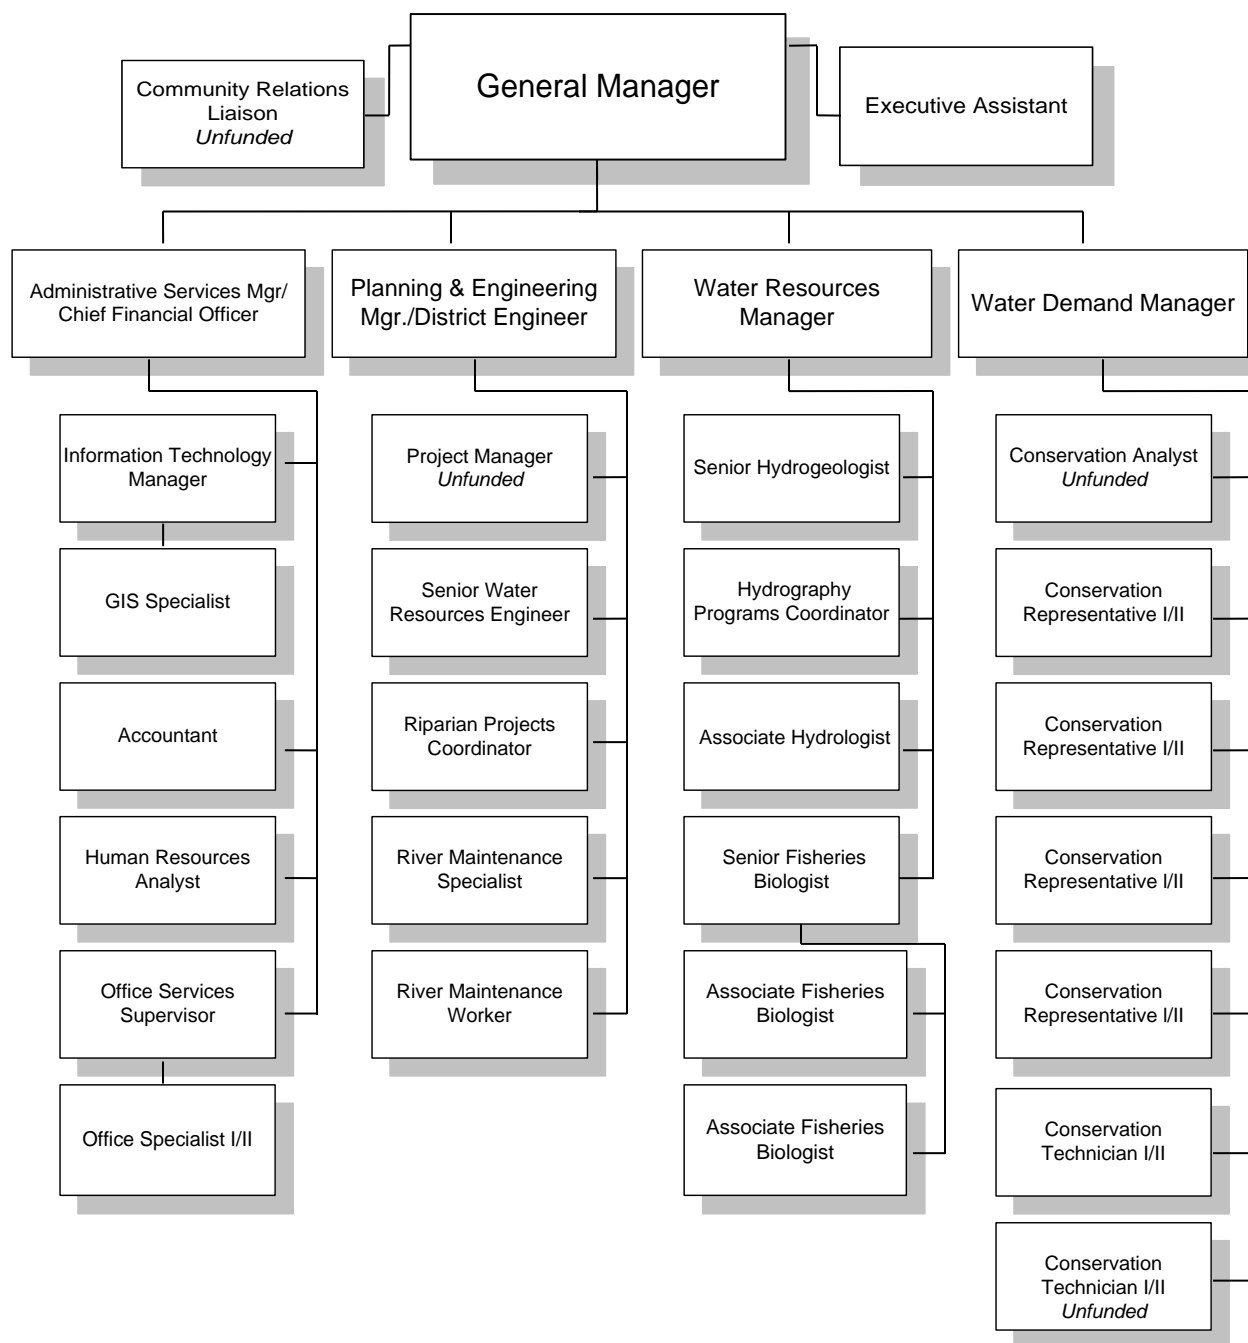 General Manager
Community Relations
Liaison
Unfunded
Executive Assistant
Administrative Services Mgr/
Chief Financial Officer
Planning & Engineering
Mgr./District Engineer
Water Resources
Manager
Water Demand Manager
Information Technology
Manager
GIS Specialist
Accountant
Human Resources
Analyst
Office Services
Supervisor
Office Specialist I/II
Project Manager
Unfunded
Senior Water
Resources Engineer
Riparian Projects
Coordinator
River Maintenance
Specialist
River Maintenance
Worker
Senior Hydrogeologist
Hydrography
Programs Coordinator
Associate Hydrologist
Senior Fisheries
Biologist
Associate Fisheries
Biologist
Associate Fisheries
Biologist
Conservation Analyst
Unfunded
Conservation
Representative I/II
Conservation
Representative I/II
Conservation
Representative I/II
Conservation
Representative I/II
Conservation
Technician I/II
Conservation
Technician I/II
Unfunded